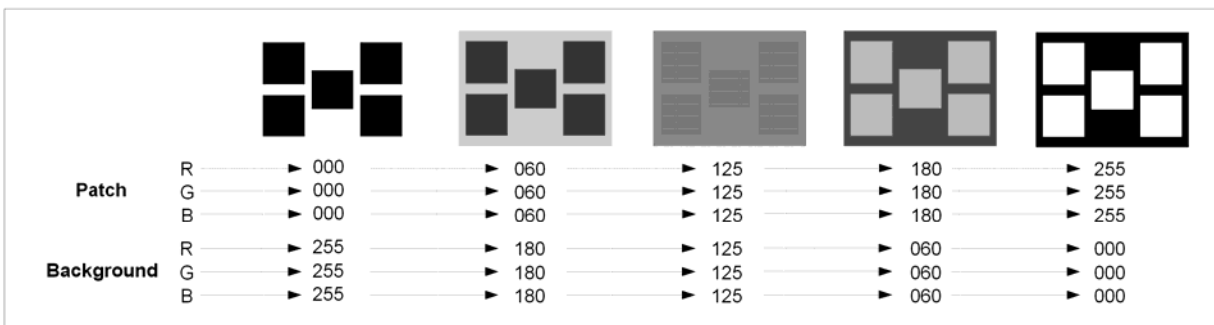 R 000 060 125 180 255
Patch G 000 060 125 180 255
B 000 060 125 180 255
R 255 180 125 060 000
Background G 255 180 125 060 000
B 255 180 125 060 000